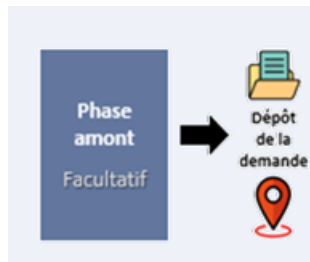 Phase
amont
Facultatif
Dépôt
de la
demande